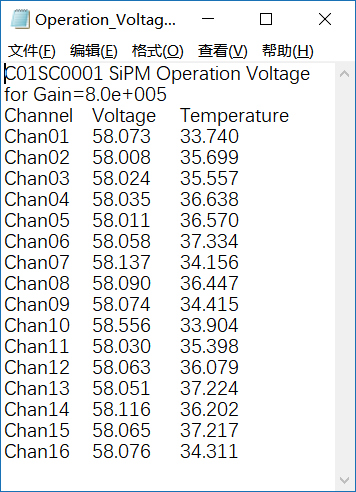 Operation_Voltag...
文件(F) 编辑(E) 格式(O) 查看(V) 帮助(H)
C01SC0001 SiPM Operation Voltage
for Gain=8.0e+005
Channel Voltage Temperature
Chan01 58.073 33.740
Chan02 58.008 35.699
Chan03 58.024 35.557
Chan04 58.035 36.638
Chan05 58.011 36.570
Chan06 58.058 37.334
Chan07 58.137 34.156
Chan08 58.090 36.447
Chan09 58.074 34.415
Chan10 58.556 33.904
Chan11 58.030 35.398
Chan12 58.063 36.079
Chan13 58.051 37.224
Chan14 58.116 36.202
Chan15 58.065 37.217
Chan16 58.076 34.311